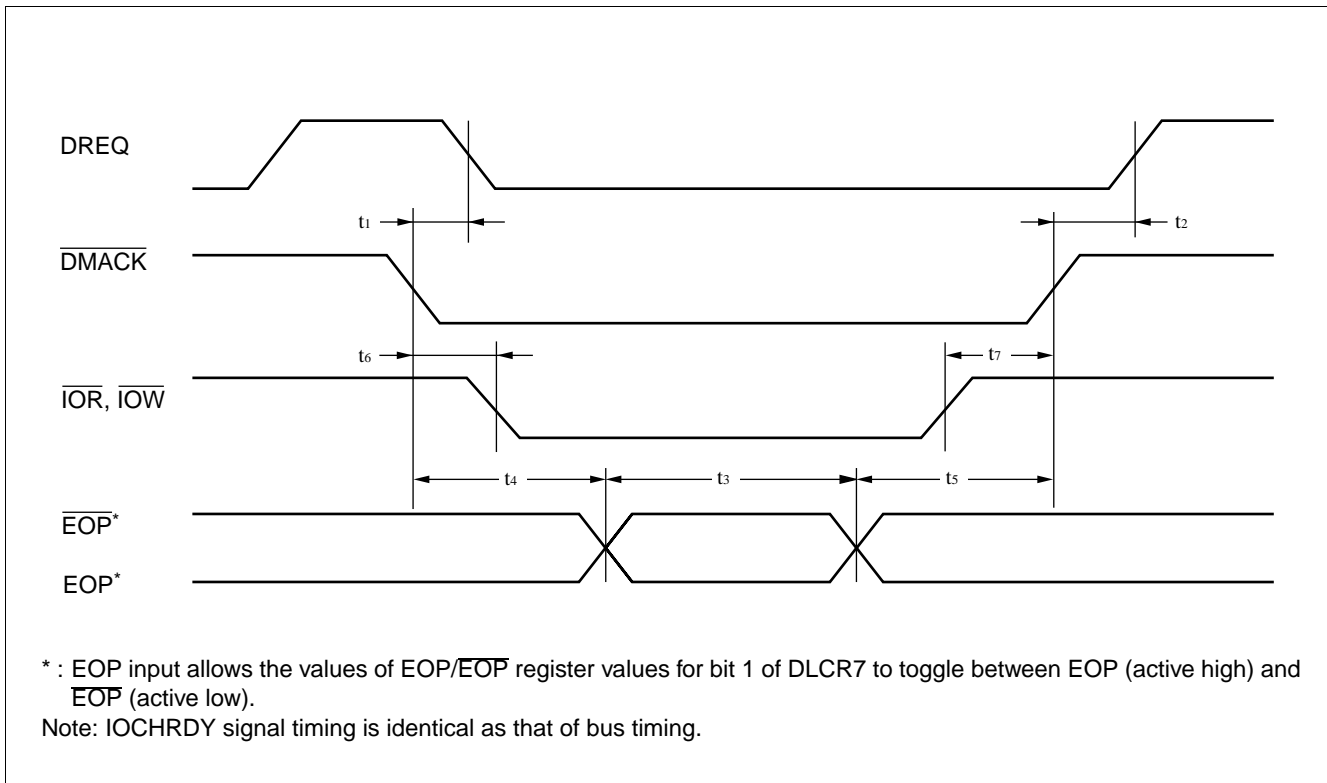 DREQ
t1
t2
DMACK
t6
t7
IOR, IOW
t4
t3
t5
EOP*
EOP*
* : EOP input allows the values of EOP/EOP register values for bit 1 of DLCR7 to toggle between EOP (active high) and
EOP (active low).
Note: IOCHRDY signal timing is identical as that of bus timing.